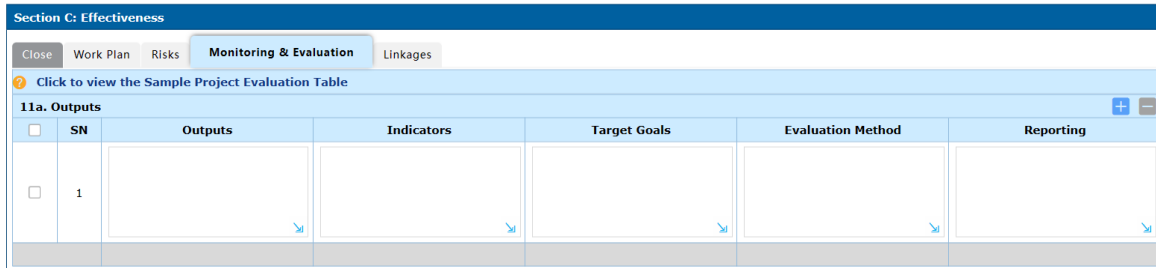 Section C: Effectiveness
Close Work Plan Risks Monitoring & Evaluation Linkages
? Click to view the Sample Project Evaluation Table
11a. Outputs
SN Outputs Indicators Target Goals Evaluation Method Reporting
1